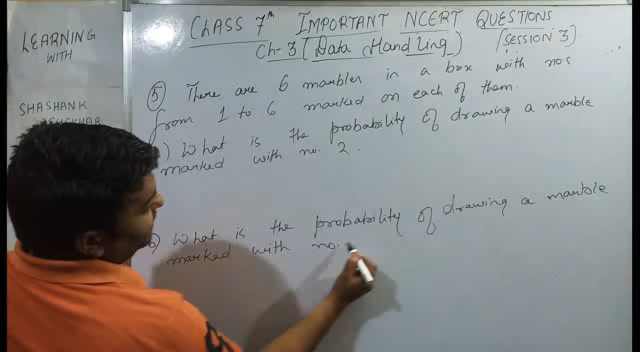 LEARNING
WITH
SHASHANK
CLASS 7th IMPORTANT NCERT QUESTIONS
Ch-3 (Data Handling) (SESSION 3)
⑤ There are 6 marbles in a box with no.s
from 1 to 6 marked on each of them.
) What is the probability of drawing a marble
marked with no. 2.
) What is the probability of drawing a marble
marked with no.